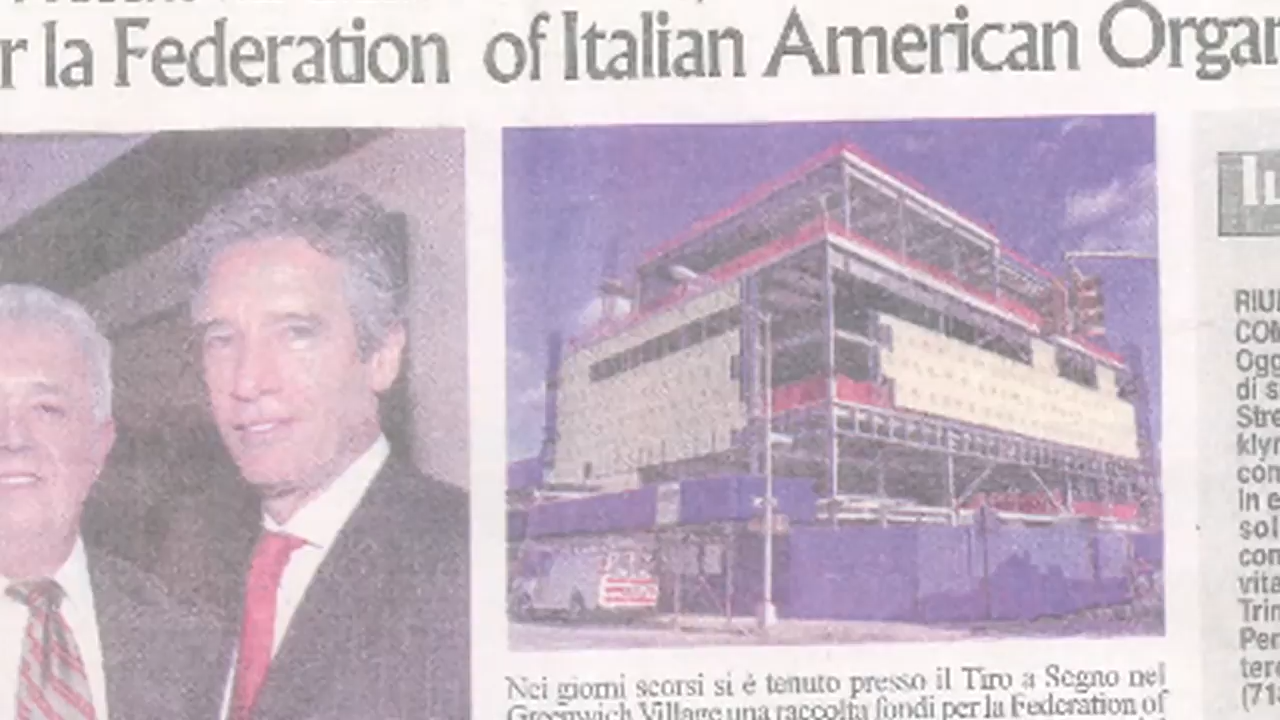 r la Federation of Italian American Organ
Nei giorni scorsi si è tenuto presso il Tiro a Segno nel
Greenwich Village una raccolta fondi per la Federation of
RIU
Ogg
di s
Stre
klyn
con
In e
sol
con
vita
Trin
Per
tere
(71